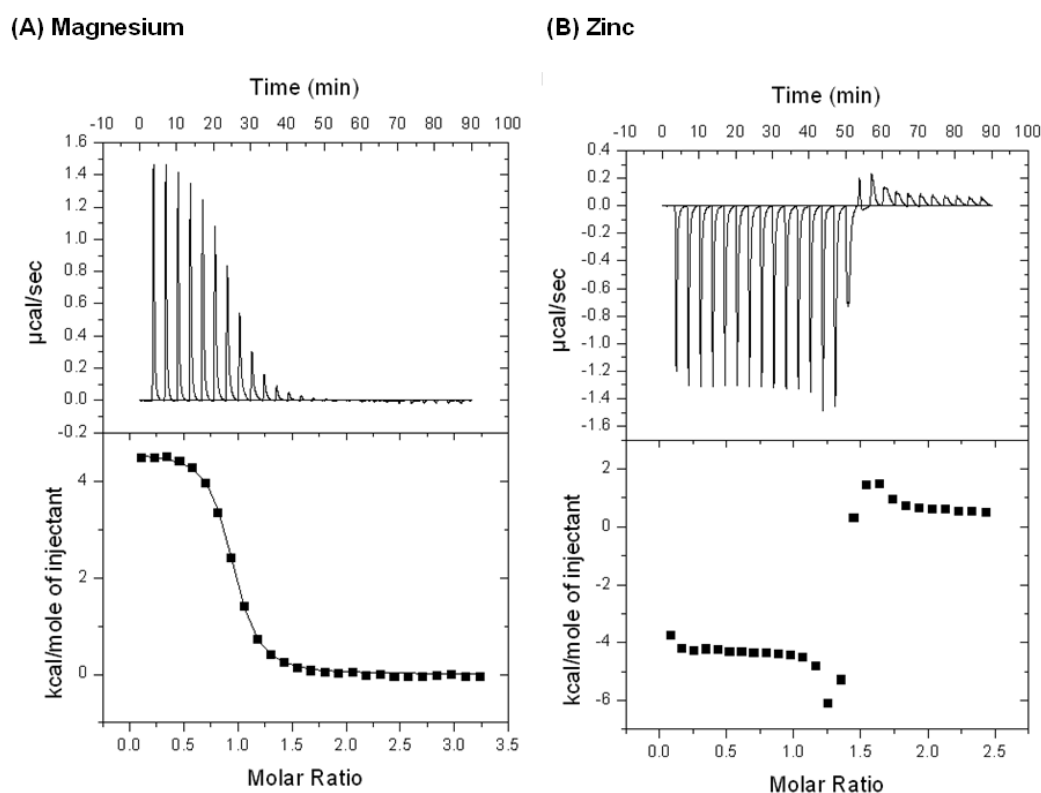 (A) Magnesium
Time (min)
-10 0 10 20 30 40 50 60 70 80 90 100
1.6
1.4
1.2
1.0
0.8
0.6
0.4
0.2
0.0
-0.2
µcal/sec
4
2
0
kcal/mole of injectant
0.0 0.5 1.0 1.5 2.0 2.5 3.0 3.5
Molar Ratio
(B) Zinc
Time (min)
-10 0 10 20 30 40 50 60 70 80 90 100
0.4
0.2
0.0
-0.2
-0.4
-0.6
-0.8
-1.0
-1.2
-1.4
-1.6
µcal/sec
2
0
-2
-4
-6
kcal/mole of injectant
0.0 0.5 1.0 1.5 2.0 2.5
Molar Ratio